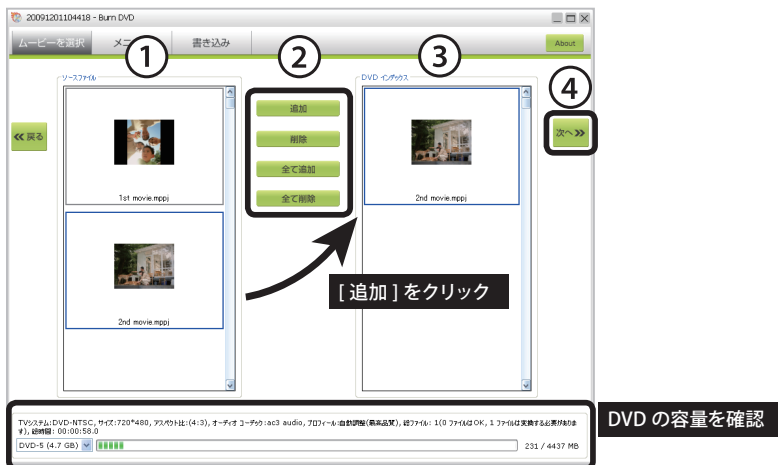 20091201104418 - Burn DVD
ムービーを選択 メニ 書き込み About
① ② ③ ④
ソースファイル DVD インデックス
追加
削除
全て追加
全て削除
戻る
次へ
1st movie.mppj
2nd movie.mppj
2nd movie.mppj
[ 追加 ] をクリック
TVシステム:DVD-NTSC, サイズ:720*480, アスペクト比:(4:3), オーディオ コーデック:ac3 audio, プロフィール:自動調整(最高品質), 総ファイル: 1(0 ファイルはOK, 1 ファイルは変換する必要がありま
す), 総時間: 00:00:58.0
DVD-5 (4.7 GB) 231 / 4437 MB
DVD の容量を確認